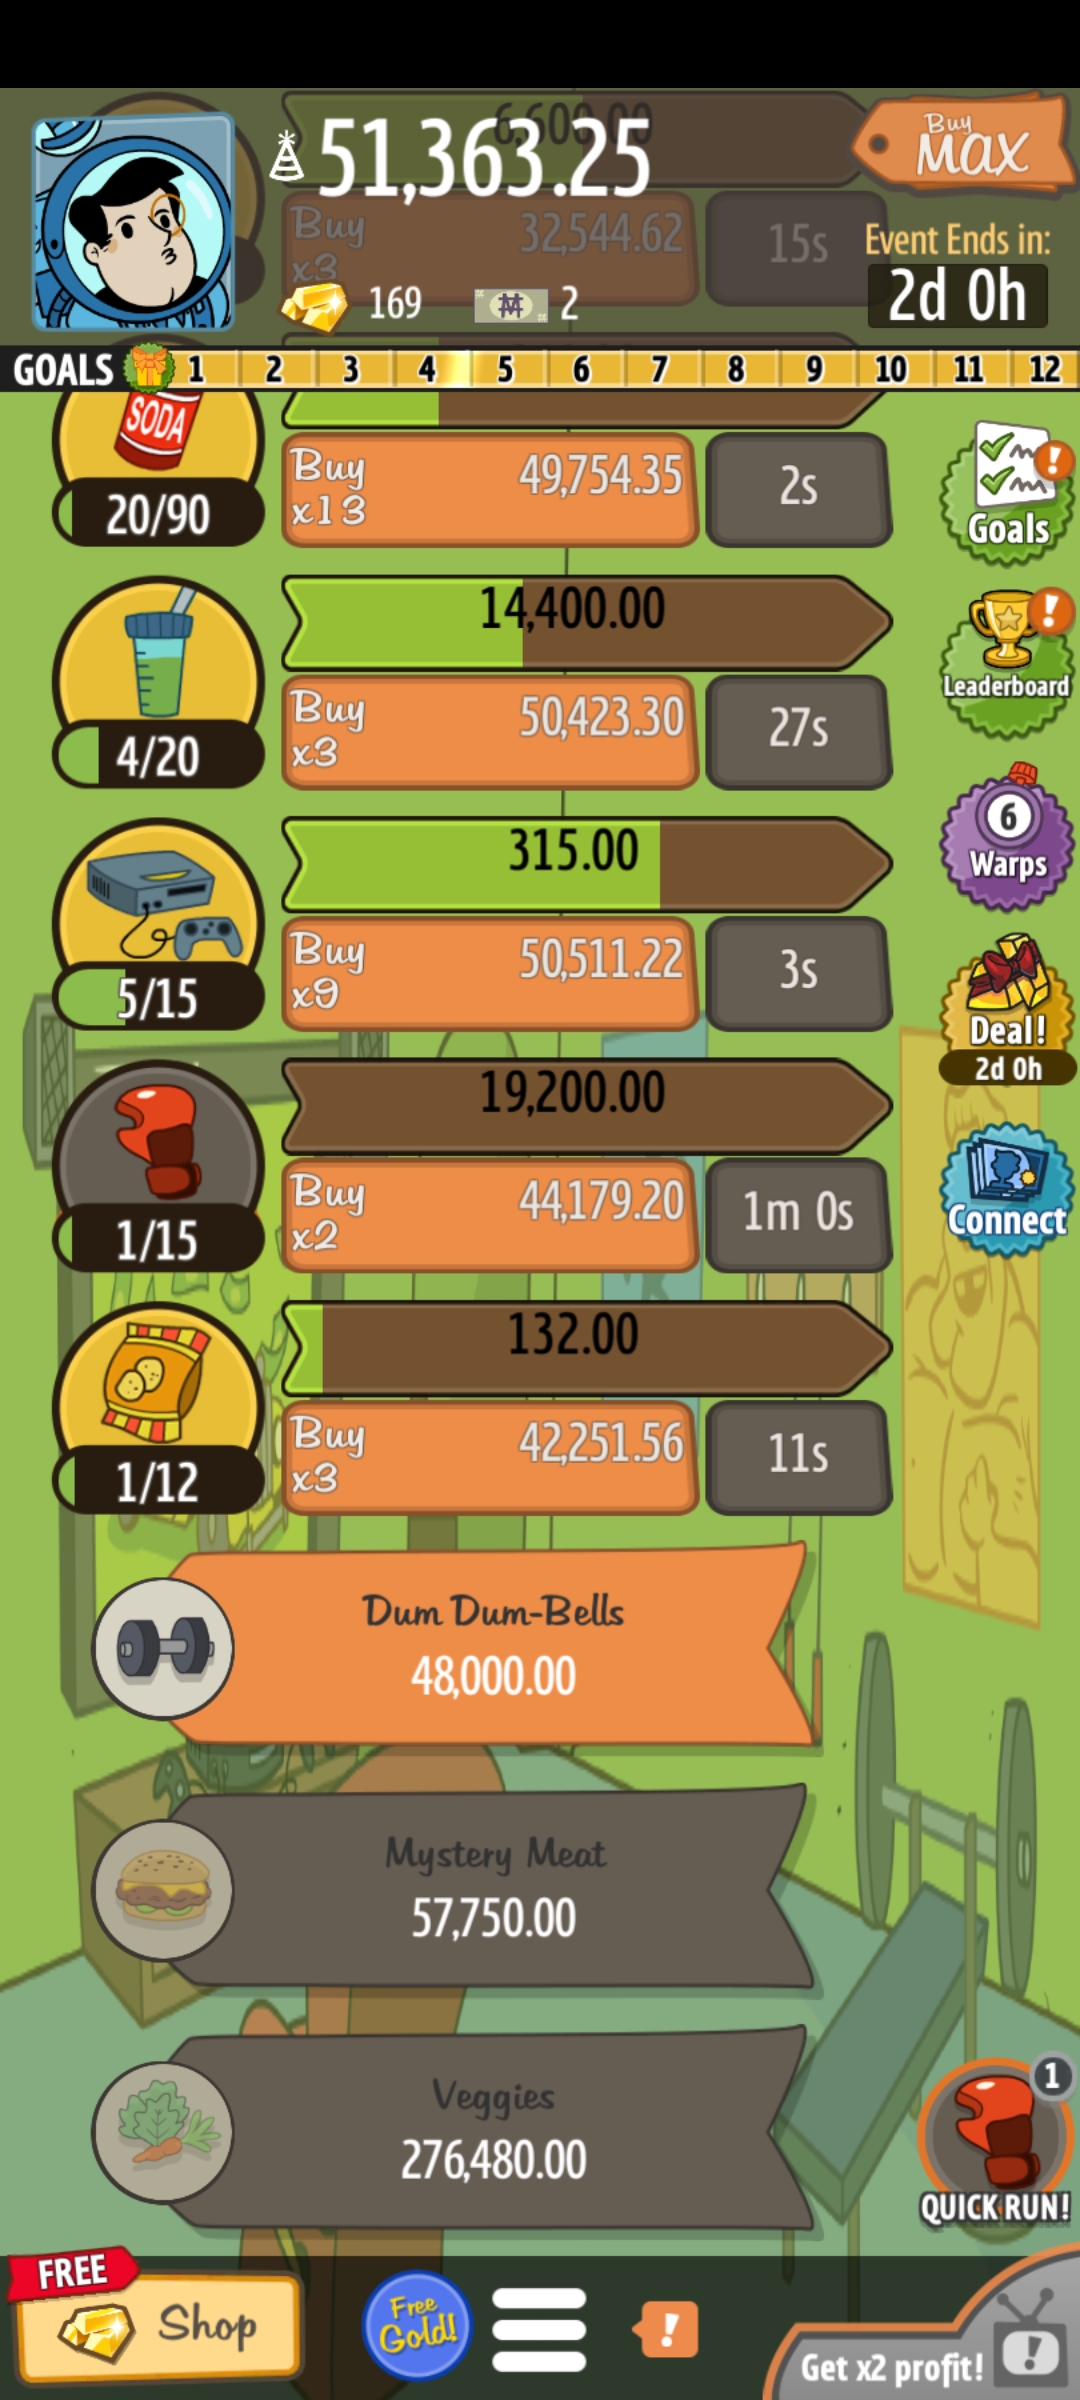 6,600.00
51,363.25
Buy
MAX
Buy
x3
32,544.62
15s
Event Ends in:
2d 0h
169
2
GOALS 1 2 3 4 5 6 7 8 9 10 11 12
SODA
20/90
Buy
x13
49,754.35
2s
Goals
14,400.00
4/20
Buy
x3
50,423.30
27s
Leaderboard
315.00
5/15
Buy
x9
50,511.22
3s
6
Warps
Deal!
2d 0h
19,200.00
1/15
Buy
x2
44,179.20
1m 0s
Connect
132.00
1/12
Buy
x3
42,251.56
11s
Dum Dum-Bells
48,000.00
Mystery Meat
57,750.00
Veggies
276,480.00
1
QUICK RUN!
FREE
Shop
Free
Gold!
!
Get x2 profit!